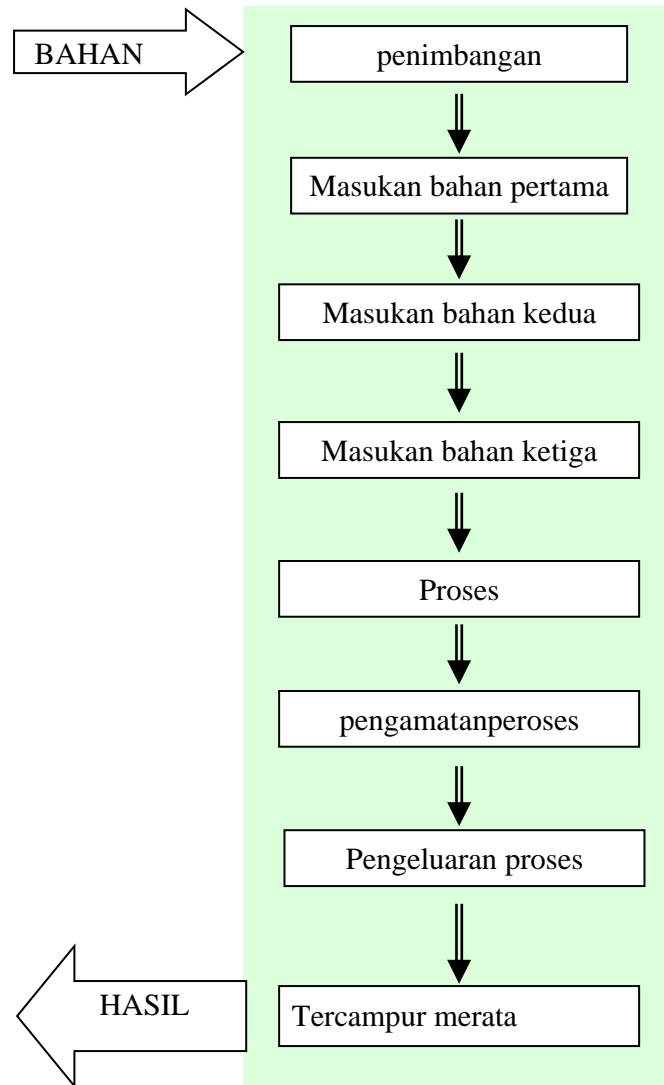 BAHAN
penimbangan
Masukan bahan pertama
Masukan bahan kedua
Masukan bahan ketiga
Proses
pengamatanperoses
Pengeluaran proses
HASIL
Tercampur merata